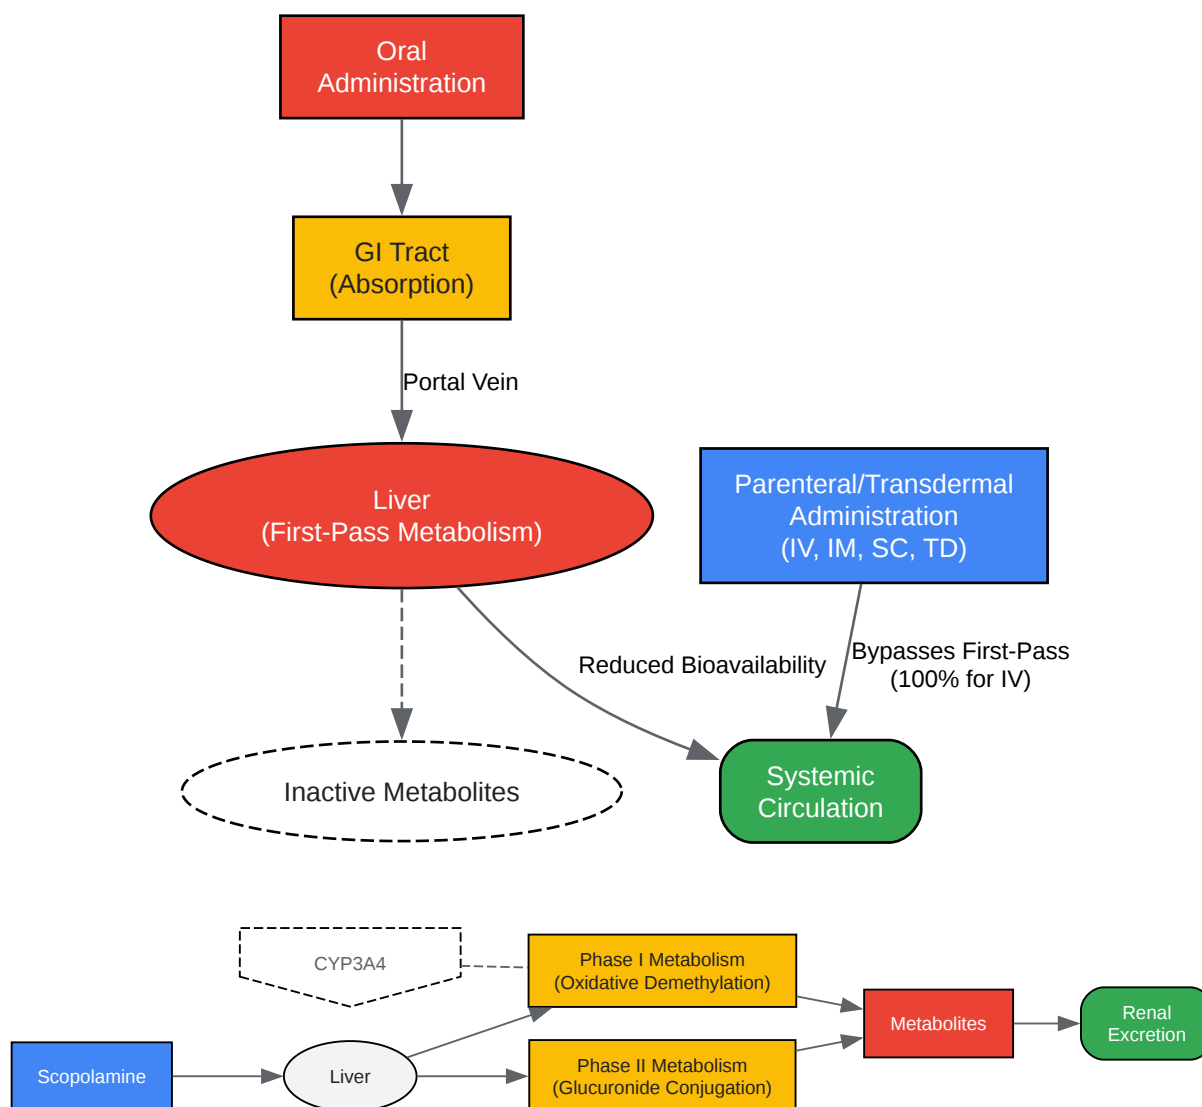 Oral
Administration
GI Tract
(Absorption)
Portal Vein
Liver
(First-Pass Metabolism)
Parenteral/Transdermal
Administration
(IV, IM, SC, TD)
Reduced Bioavailability
Bypasses First-Pass
(100% for IV)
Inactive Metabolites
Systemic
Circulation
CYP3A4
Phase I Metabolism
(Oxidative Demethylation)
Metabolites
Renal
Excretion
Scopolamine
Liver
Phase II Metabolism
(Glucuronide Conjugation)